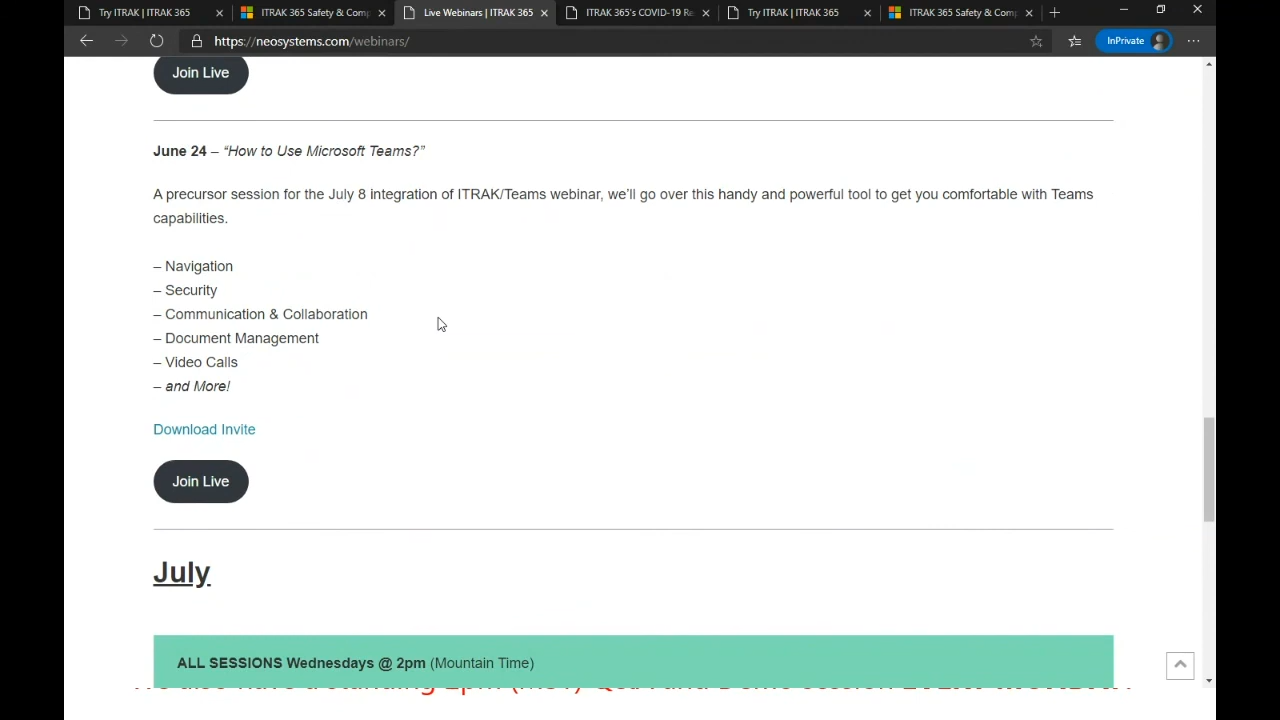 Try ITRAK | ITRAK 365
ITRAK 365 Safety & Comp
Live Webinars | ITRAK 365
ITRAK 365's COVID-19 Re
Try ITRAK | ITRAK 365
ITRAK 365 Safety & Comp
https://neosystems.com/webinars/
InPrivate
Join Live
June 24 – “How to Use Microsoft Teams?”
A precursor session for the July 8 integration of ITRAK/Teams webinar, we’ll go over this handy and powerful tool to get you comfortable with Teams
capabilities.
– Navigation
– Security
– Communication & Collaboration
– Document Management
– Video Calls
– and More!
Download Invite
Join Live
July
ALL SESSIONS Wednesdays @ 2pm (Mountain Time)